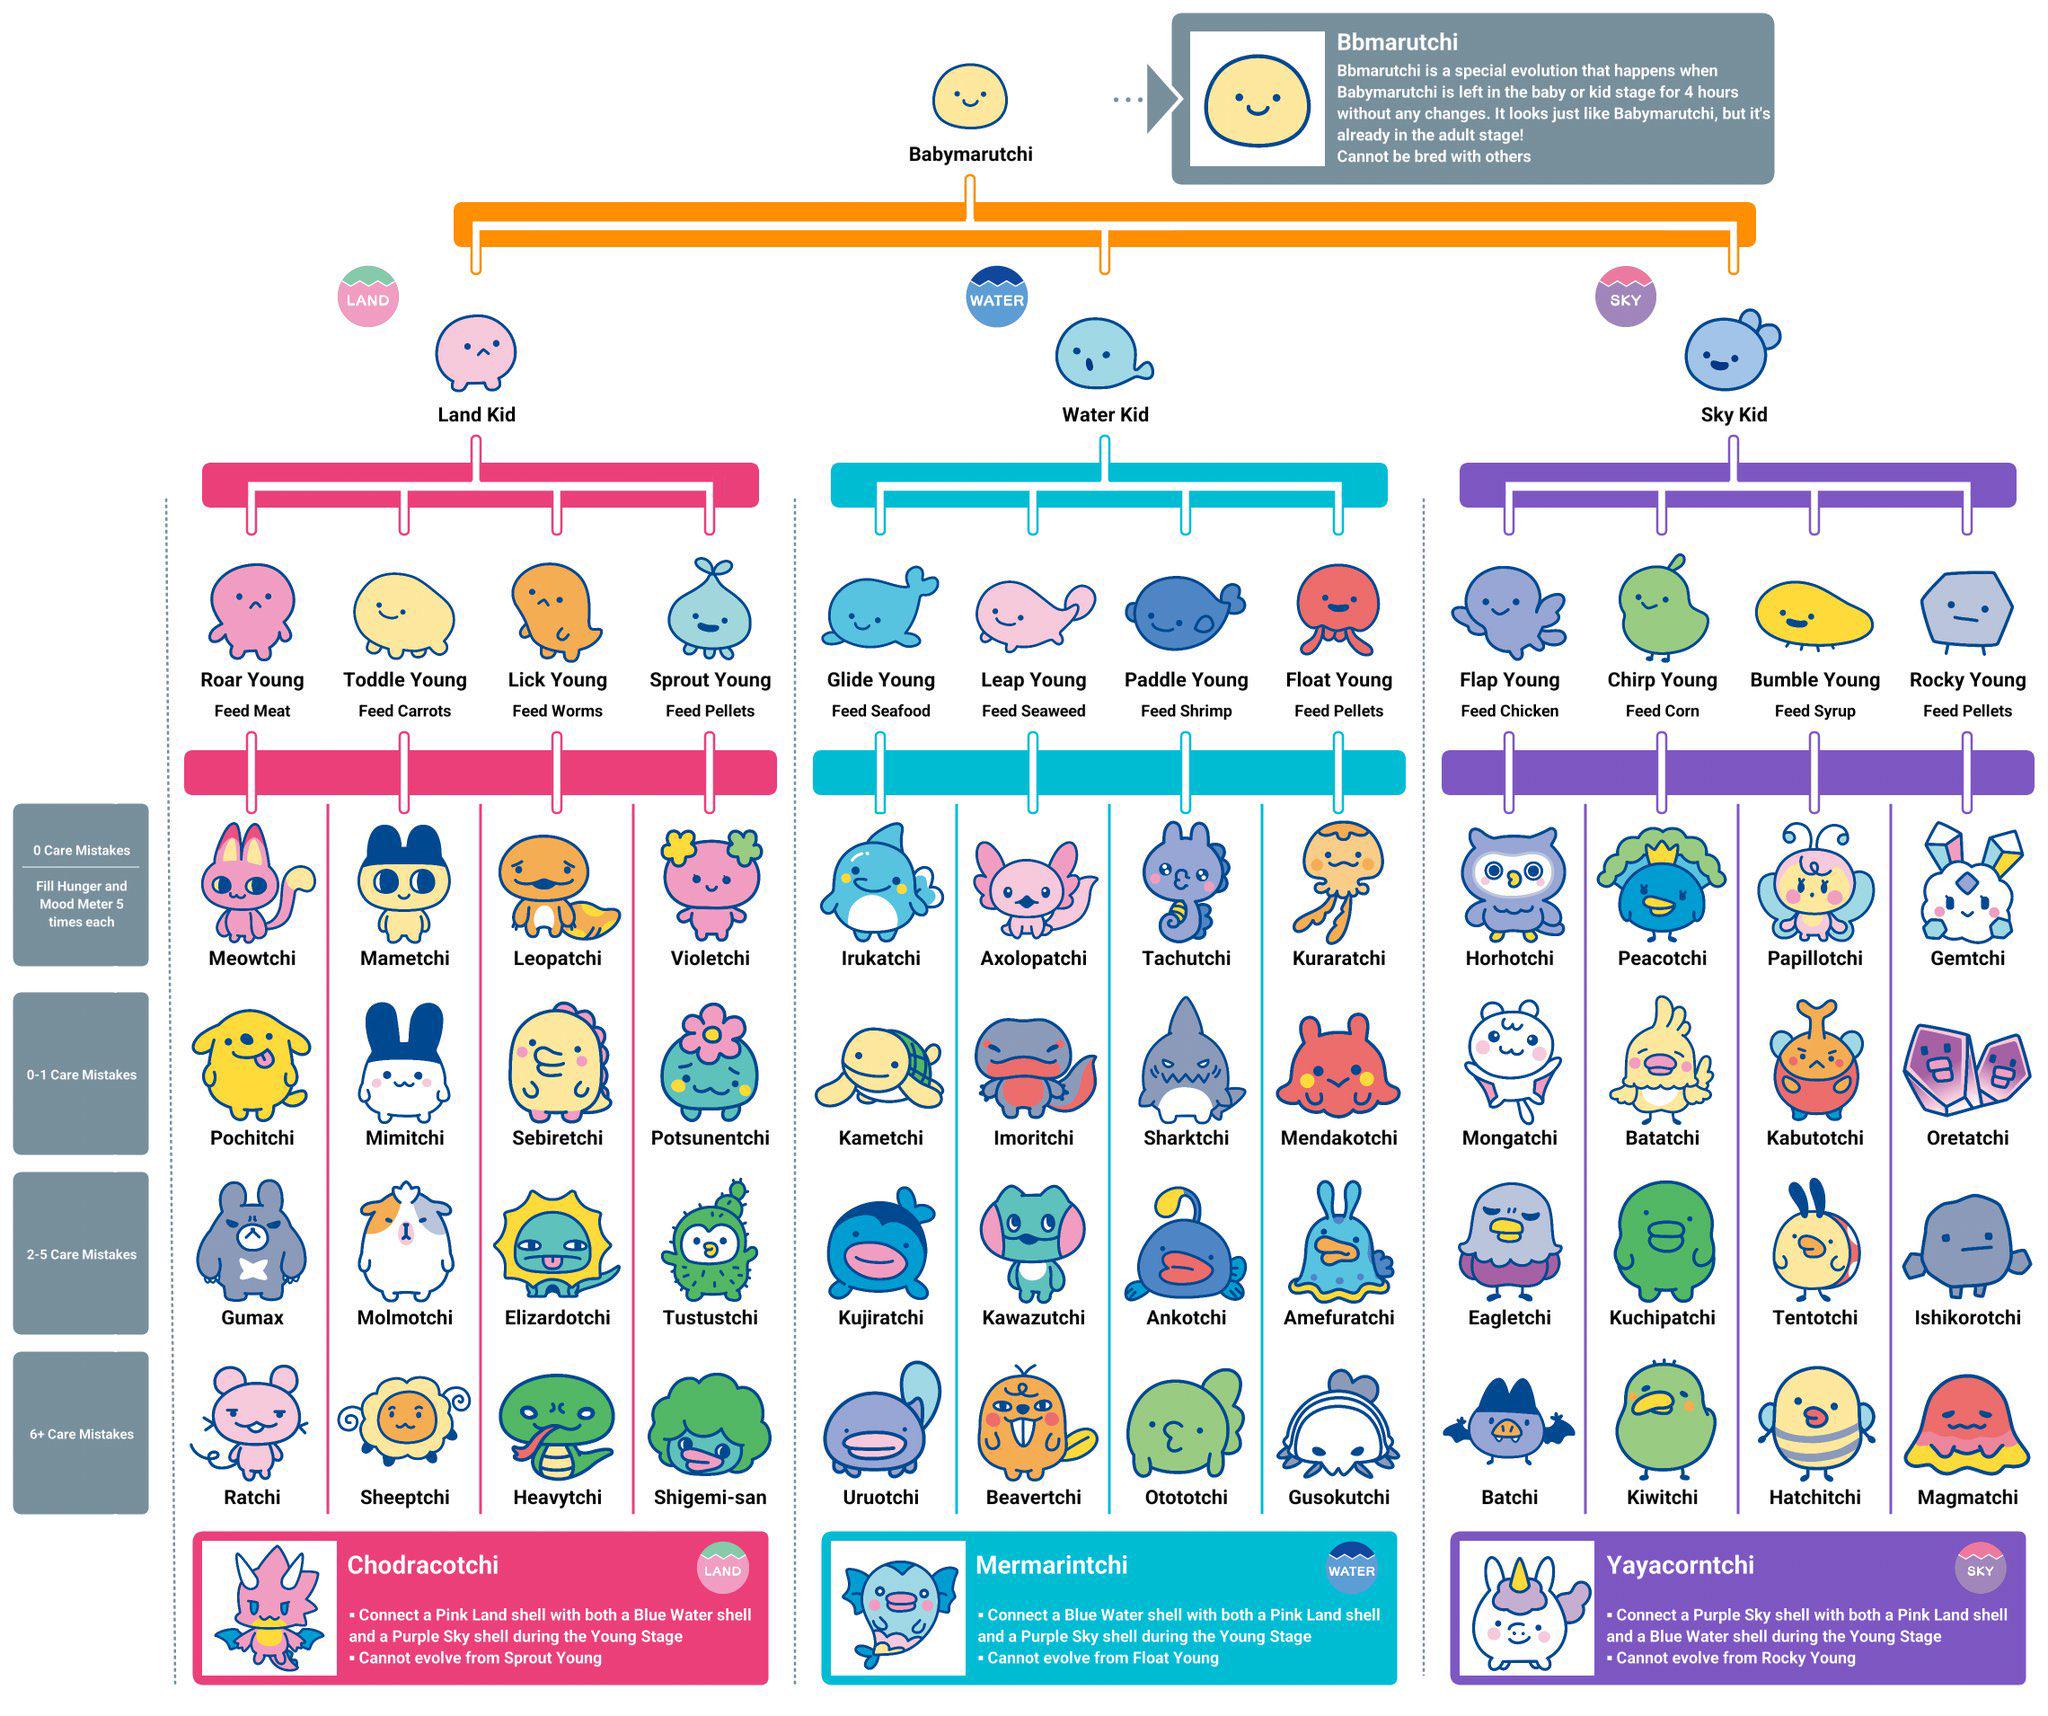 Bbmarutchi
Bbmarutchi is a special evolution that happens when
Babymarutchi is left in the baby or kid stage for 4 hours
without any changes. It looks just like Babymarutchi, but it's
already in the adult stage!
Cannot be bred with others
Babymarutchi
LAND
WATER
SKY
Land Kid
Water Kid
Sky Kid
Roar Young
Toddle Young
Lick Young
Sprout Young
Glide Young
Leap Young
Paddle Young
Float Young
Flap Young
Chirp Young
Bumble Young
Rocky Young
Feed Meat
Feed Carrots
Feed Worms
Feed Pellets
Feed Seafood
Feed Seaweed
Feed Shrimp
Feed Pellets
Feed Chicken
Feed Corn
Feed Syrup
Feed Pellets
0 Care Mistakes
Fill Hunger and
Mood Meter 5
times each
Meowtchi
Mametchi
Leopatchi
Violetchi
Irukatchi
Axolopatchi
Tachutchi
Kuraratchi
Horhotchi
Peacotchi
Papillotchi
Gemtchi
0-1 Care Mistakes
Pochitchi
Mimitchi
Sebiretchi
Potsunentchi
Kametchi
Imoritchi
Sharktchi
Mendakotchi
Mongatchi
Batatchi
Kabutotchi
Oretatchi
2-5 Care Mistakes
Gumax
Molmotchi
Elizardotchi
Tustustchi
Kujiratchi
Kawazutchi
Ankotchi
Amefuratchi
Eagletchi
Kuchipatchi
Tentotchi
Ishikorotchi
6+ Care Mistakes
Ratchi
Sheeptchi
Heavytchi
Shigemi-san
Uruotchi
Beavertchi
Otototchi
Gusokutchi
Batchi
Kiwitchi
Hatchitchi
Magmatchi
Chodracotchi
LAND
▪ Connect a Pink Land shell with both a Blue Water shell
and a Purple Sky shell during the Young Stage
▪ Cannot evolve from Sprout Young
Mermarintchi
WATER
▪ Connect a Blue Water shell with both a Pink Land shell
and a Purple Sky shell during the Young Stage
▪ Cannot evolve from Float Young
Yayacorntchi
SKY
▪ Connect a Purple Sky shell with both a Pink Land shell
and a Blue Water shell during the Young Stage
▪ Cannot evolve from Rocky Young